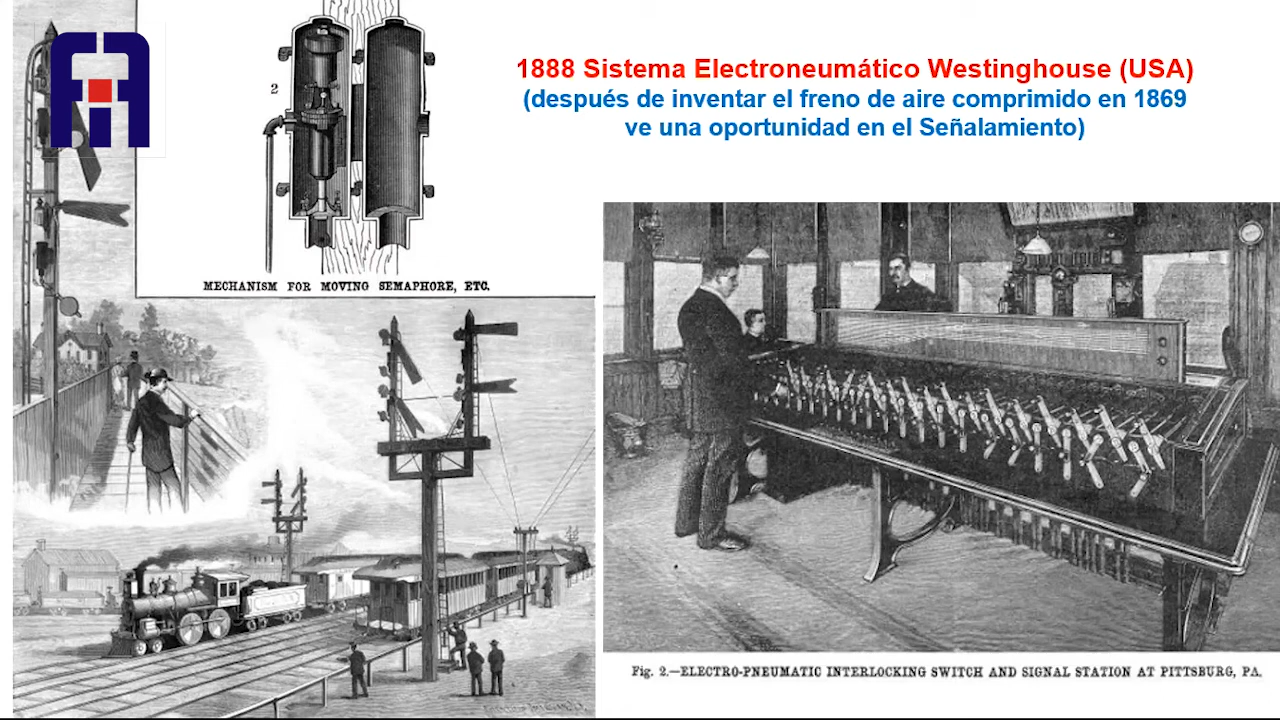 1888 Sistema Electroneumático Westinghouse (USA)
(después de inventar el freno de aire comprimido en 1869
ve una oportunidad en el Señalamiento)
2
MECHANISM FOR MOVING SEMAPHORE, ETC.
Fig. 2.—ELECTRO-PNEUMATIC INTERLOCKING SWITCH AND SIGNAL STATION AT PITTSBURG, PA.